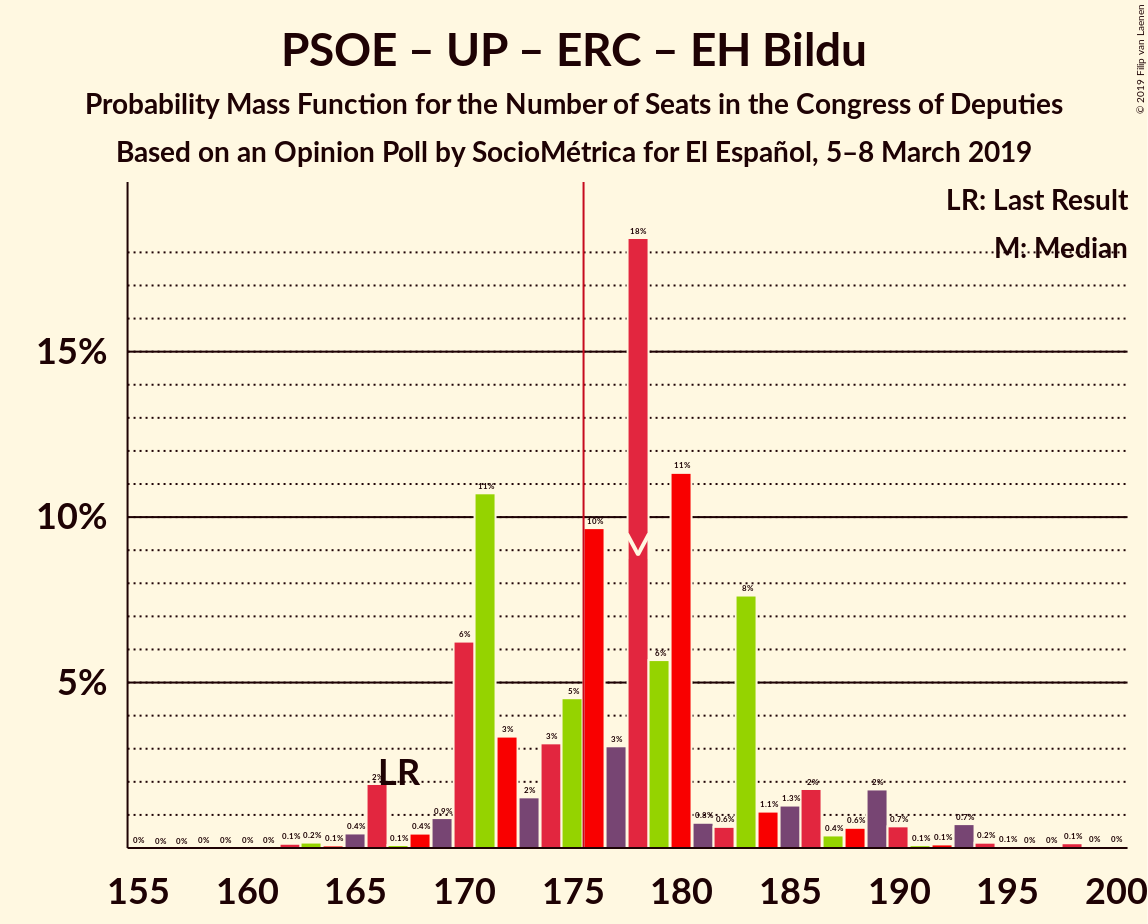 PSOE – UP – ERC – EH Bildu
Probability Mass Function for the Number of Seats in the Congress of Deputies
Based on an Opinion Poll by SocioMétrica for El Español, 5–8 March 2019
© 2019 Filip van Laenen
LR: Last Result
M: Median
15%
10%
5%
0% 0% 0% 0% 0% 0% 0% 0.1% 0.2% 0.1% 0.4% 2% 0.1% 0.4% 0.9% 6% 11% 3% 2% 3% 5% 10% 3% 18% 6% 11% 0.8% 0.6% 8% 1.1% 1.3% 2% 0.4% 0.6% 2% 0.7% 0.1% 0.1% 0.7% 0.2% 0.1% 0% 0% 0.1% 0% 0%
LR
M
155 160 165 170 175 180 185 190 195 200